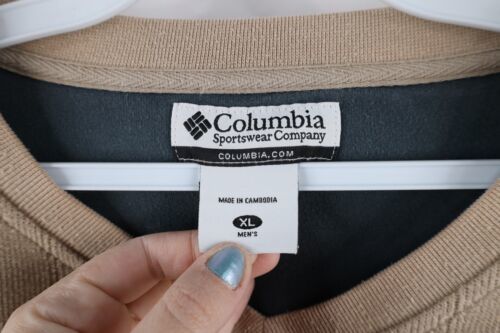 Columbia
Sportswear Company
COLUMBIA.COM
MADE IN CAMBODIA
XL
MEN'S